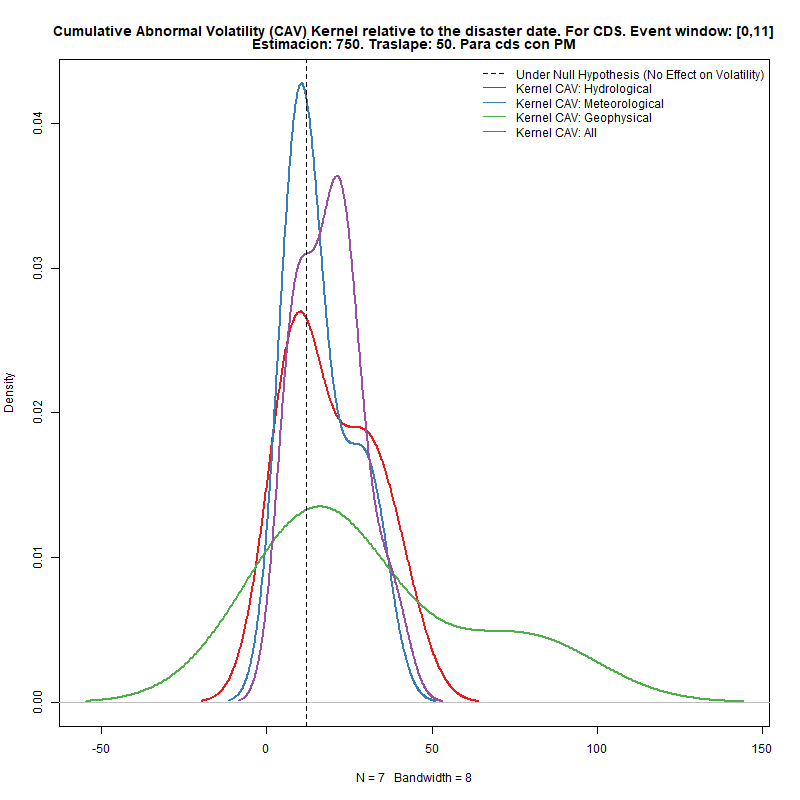 Cumulative Abnormal Volatility (CAV) Kernel relative to the disaster date. For CDS. Event window: [0,11]
Estimacion: 750. Traslape: 50. Para cds con PM
Under Null Hypothesis (No Effect on Volatility)
Kernel CAV: Hydrological
Kernel CAV: Meteorological
Kernel CAV: Geophysical
Kernel CAV: All
Density
0.04
0.03
0.02
0.01
0.00
-50 0 50 100 150
N = 7 Bandwidth = 8